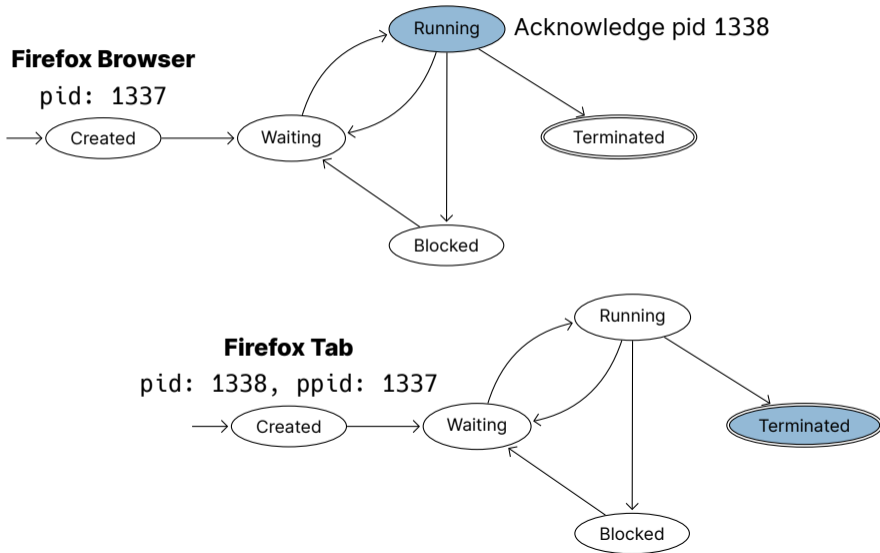 Running
Acknowledge pid 1338
Firefox Browser
pid: 1337
Created
Waiting
Terminated
Blocked
Running
Firefox Tab
pid: 1338, ppid: 1337
Created
Waiting
Terminated
Blocked